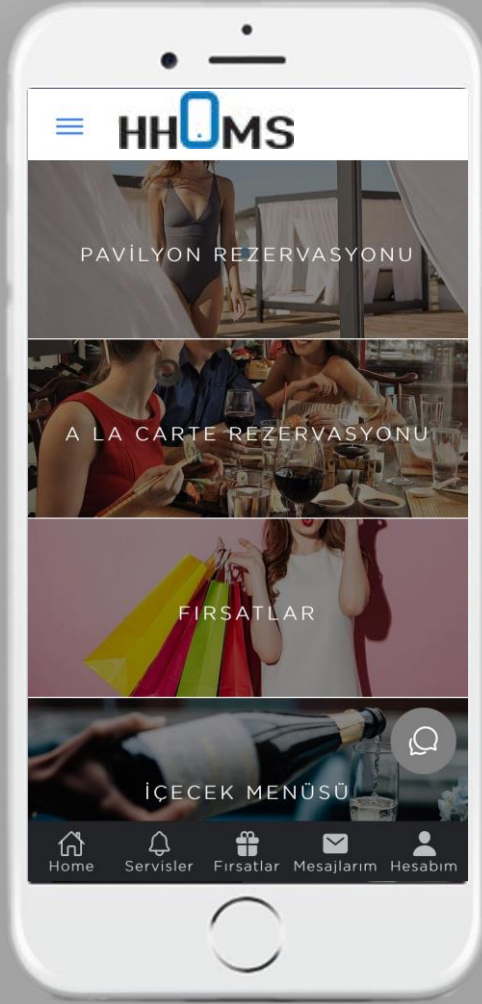 HHOMS
PAVİLYON REZERVASYONU
A LA CARTE REZERVASYONU
FIRSATLAR
İÇECEK MENÜSÜ
Home Servisler Fırsatlar Mesajlarım Hesabım